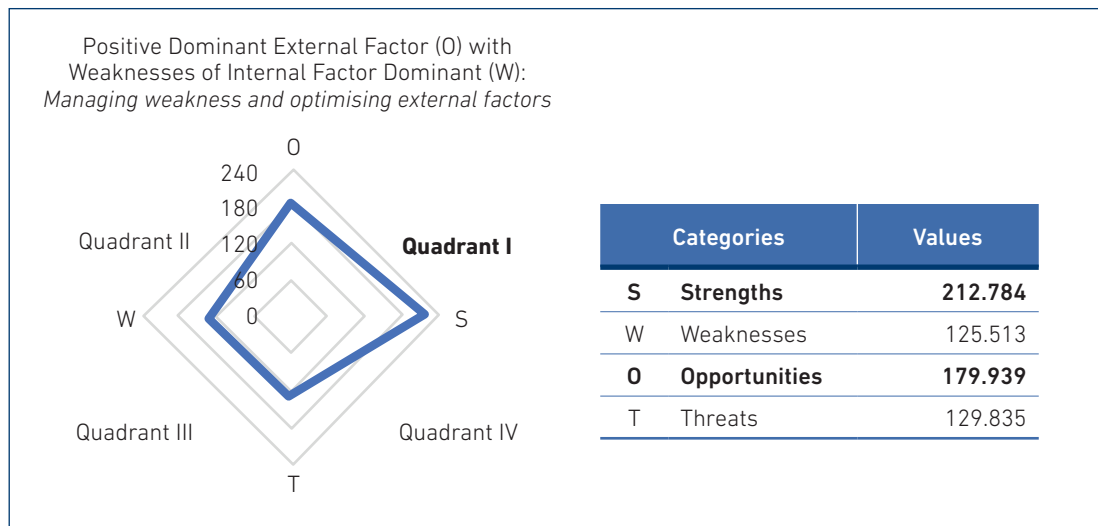 Positive Dominant External Factor (O) with
Weaknesses of Internal Factor Dominant (W):
Managing weakness and optimising external factors
O
240
180
Quadrant II
120
Quadrant I
60
W
0
S
Quadrant III
Quadrant IV
T
Categories Values
S Strengths 212.784
W Weaknesses 125.513
O Opportunities 179.939
T Threats 129.835